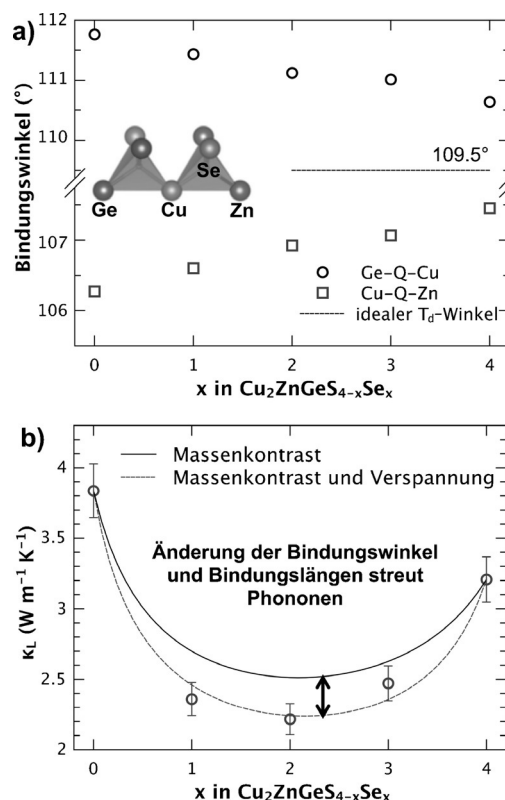 a)
Bindungswinkel (°)
112
111
110
107
106
109.5°
Ge
Cu
Se
Zn
Ge-Q-Cu
Cu-Q-Zn
idealer Td-Winkel
0 1 2 3 4
x in Cu₂ZnGeS₄₋ₓSeₓ
b)
κL (W m⁻¹ K⁻¹)
4
3.5
3
2.5
2
Massenkontrast
Massenkontrast und Verspannung
Änderung der Bindungswinkel
und Bindungslängen streut
Phononen
0 1 2 3 4
x in Cu₂ZnGeS₄₋ₓSeₓ